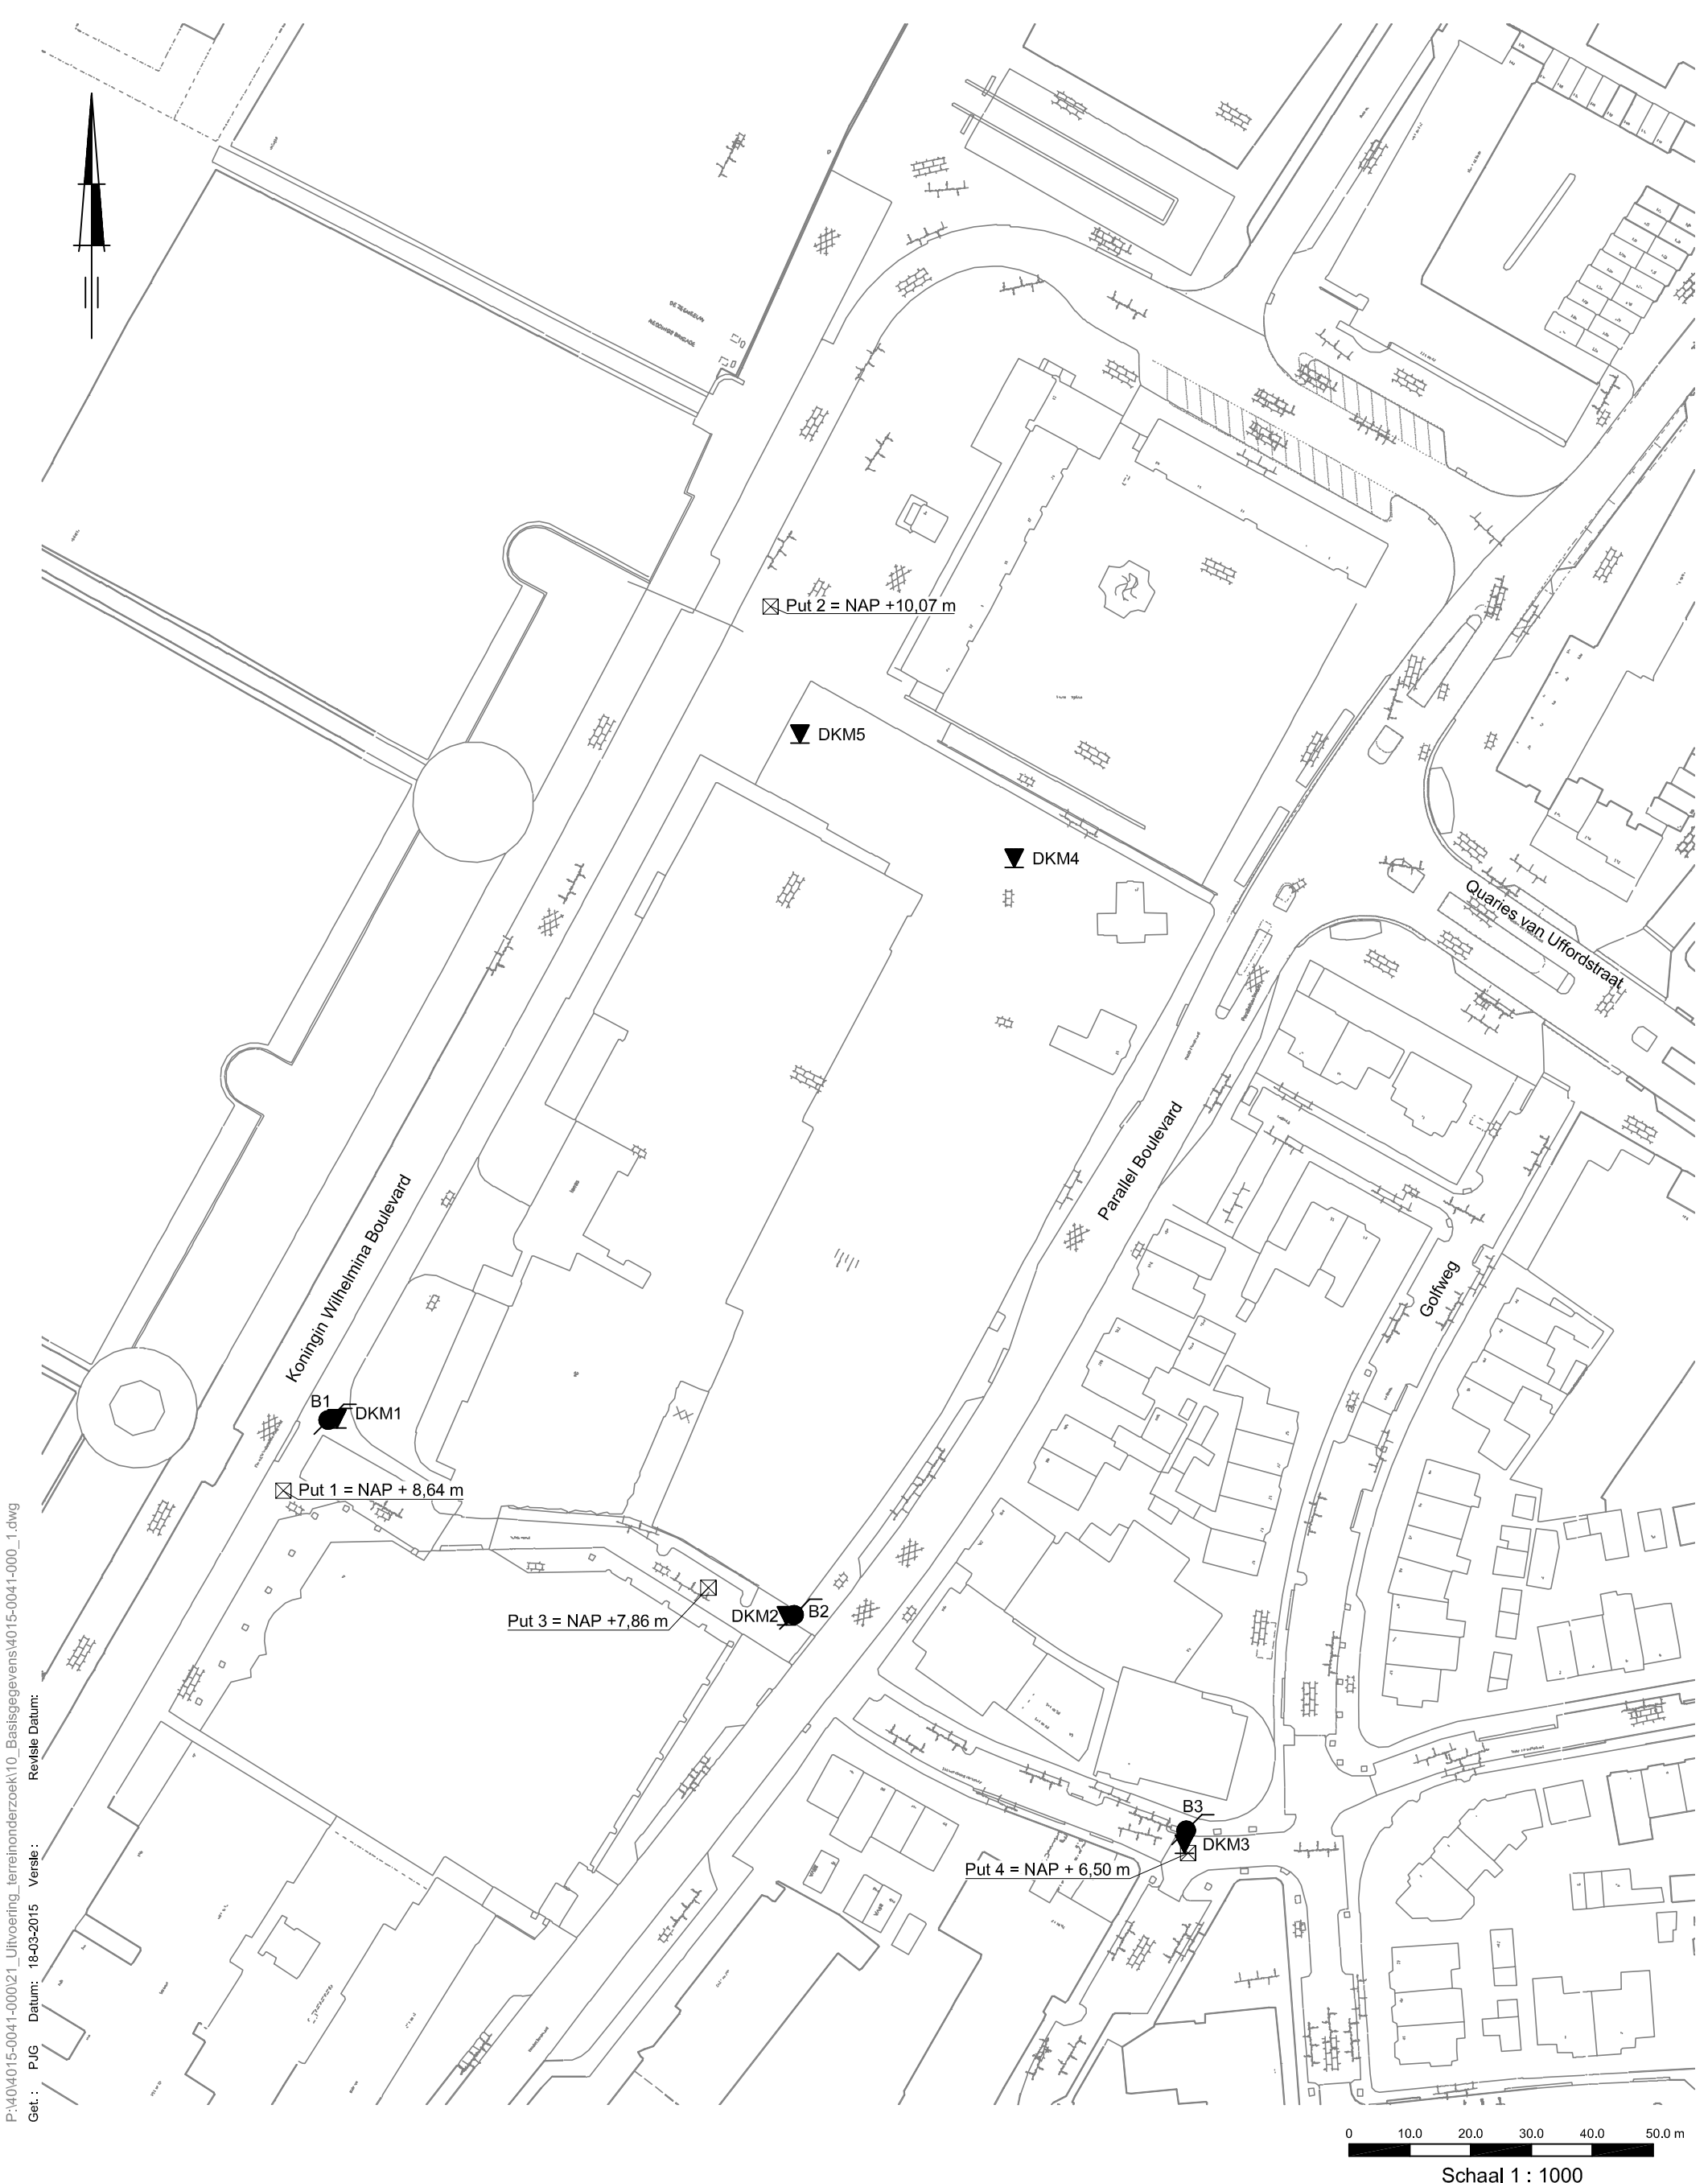 Put 2 = NAP +10,07 m
DKM5
DKM4
Quaries van Uffordstraat
Parallel Boulevard
Koningin Wilhelmina Boulevard
Golfweg
B1
DKM1
Put 1 = NAP + 8,64 m
Put 3 = NAP +7,86 m
DKM2
B2
B3
DKM3
Put 4 = NAP + 6,50 m
P:\40\4015-0041-000\21_Uitvoering_terreinonderzoek\10_Basisgegevens\4015-0041-000_1.dwg
Get. : PJG Datum: 18-03-2015 Versie : Revisie Datum:
0 10.0 20.0 30.0 40.0 50.0 m
Schaal 1 : 1000